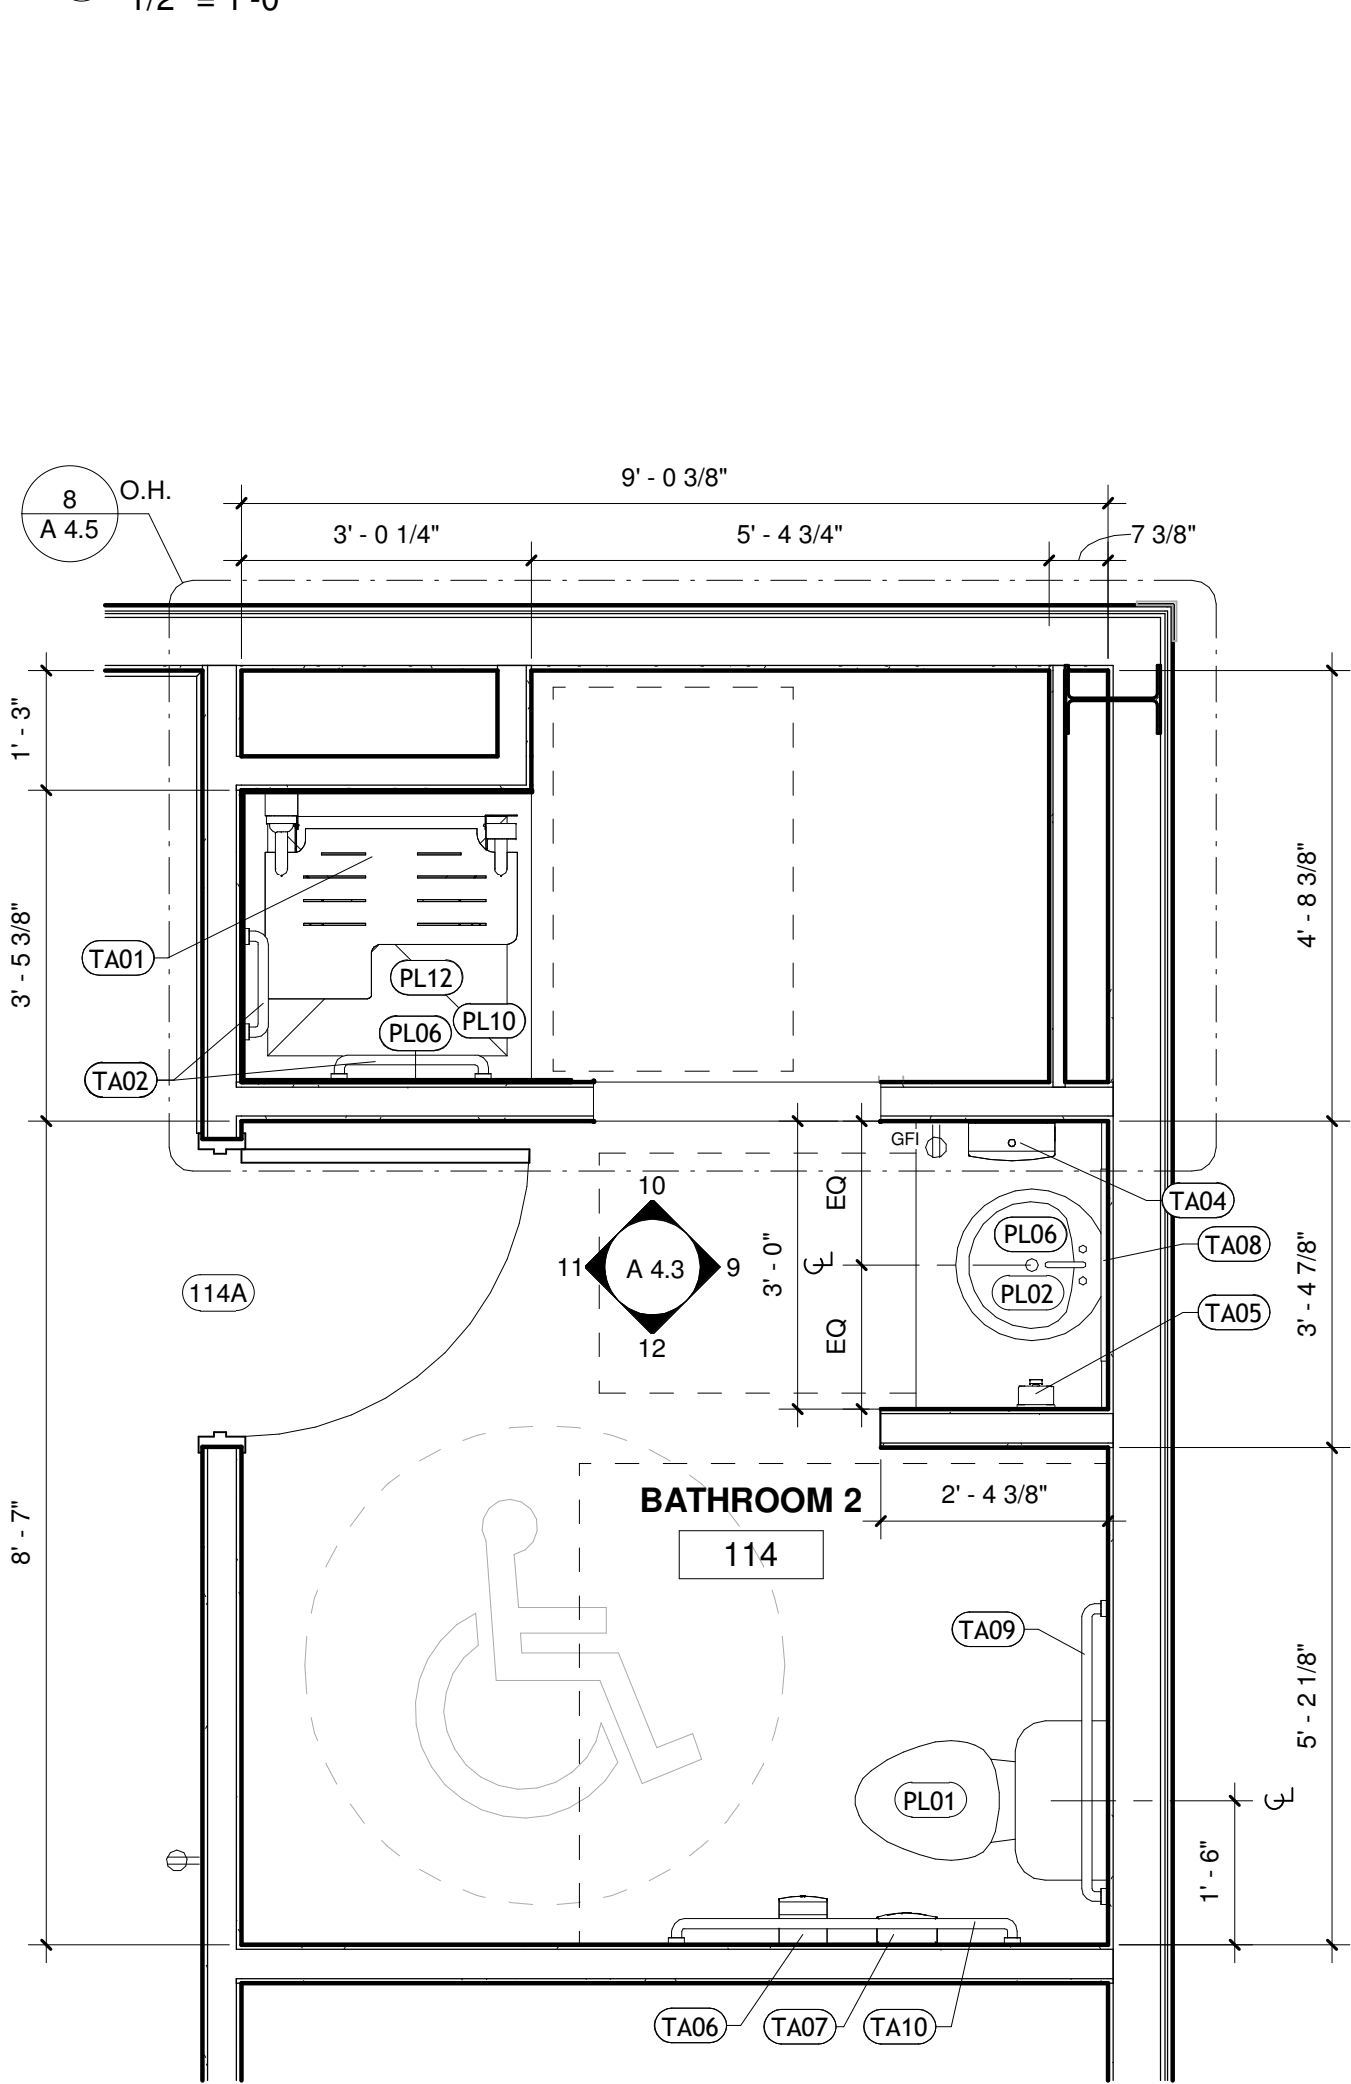 1/2" = 1'-0"
9' - 0 3/8"
8
A 4.5
O.H.
3' - 0 1/4"
5' - 4 3/4"
7 3/8"
1' - 3"
3' - 5 3/8"
4' - 8 3/8"
TA01
PL12
PL10
PL06
TA02
GFI
EQ
TA04
10
PL06
TA08
11
A 4.3
9
3' - 0"
CL
114A
PL02
TA05
3' - 4 7/8"
EQ
12
BATHROOM 2
2' - 4 3/8"
114
8' - 7"
TA09
5' - 2 1/8"
PL01
CL
1' - 6"
TA06
TA07
TA10